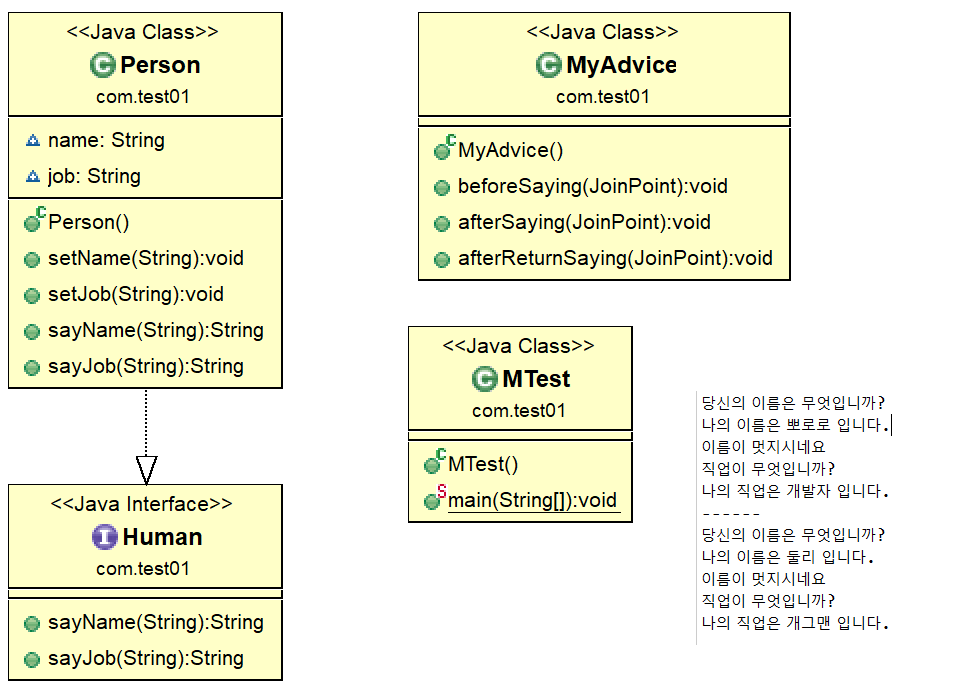 <<Java Class>>
Person
com.test01
name: String
job: String
Person()
setName(String):void
setJob(String):void
sayName(String):String
sayJob(String):String
<<Java Interface>>
Human
com.test01
sayName(String):String
sayJob(String):String
<<Java Class>>
MyAdvice
com.test01
MyAdvice()
beforeSaying(JoinPoint):void
afterSaying(JoinPoint):void
afterReturnSaying(JoinPoint):void
<<Java Class>>
MTest
com.test01
MTest()
main(String[]):void
당신의 이름은 무엇입니까?
나의 이름은 뽀로로 입니다.
이름이 멋지시네요
직업이 무엇입니까?
나의 직업은 개발자 입니다.
------
당신의 이름은 무엇입니까?
나의 이름은 둘리 입니다.
이름이 멋지시네요
직업이 무엇입니까?
나의 직업은 개그맨 입니다.